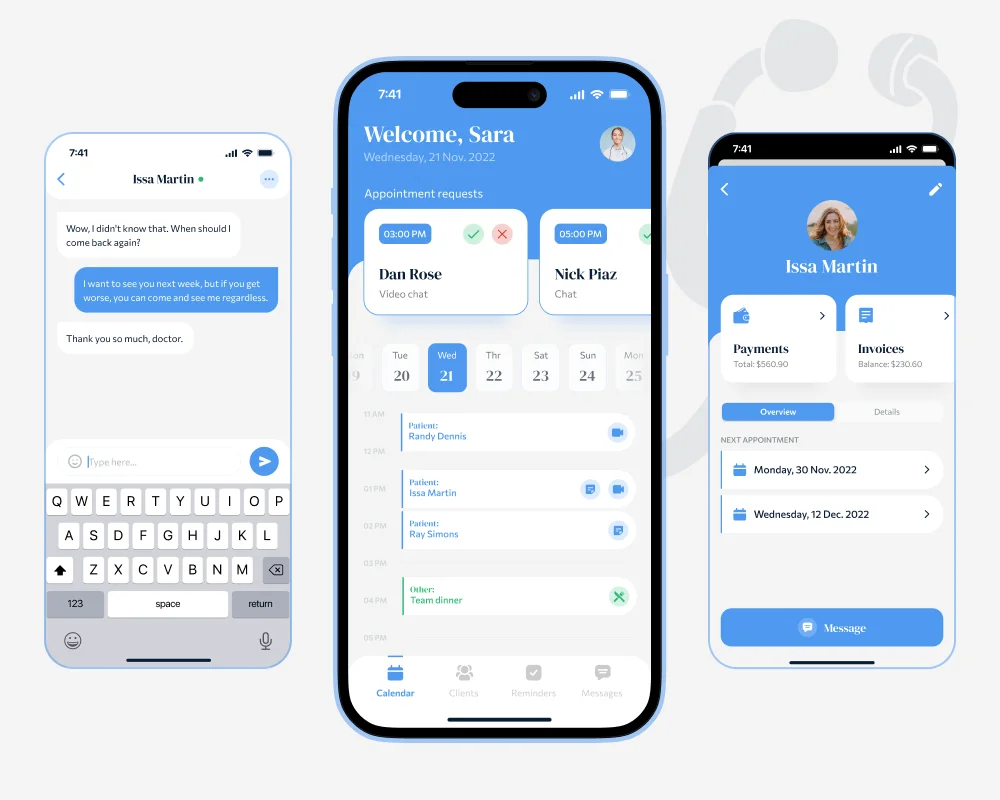 7:41
Issa Martin
Wow, I didn't know that. When should I
come back again?
I want to see you next week, but if you get
worse, you can come and see me regardless.
Thank you so much, doctor.
Type here...
Q W E R T Y U I O P
A S D F G H J K L
Z X C V B N M
123 space return
7:41
Welcome, Sara
Wednesday, 21 Nov. 2022
Appointment requests
03:00 PM
Dan Rose
Video chat
05:00 PM
Nick Piaz
Chat
on Tue Wed Thr Sat Sun Mon
9 20 21 22 23 24 25
11 AM
Patient:
Randy Dennis
12 PM
01 PM
Patient:
Issa Martin
02 PM
Patient:
Ray Simons
03 PM
04 PM
Other:
Team dinner
05 PM
Calendar Clients Reminders Messages
7:41
Issa Martin
Payments
Total: $560.90
Invoices
Balance: $230.60
Overview Details
NEXT APPOINTMENT
Monday, 30 Nov. 2022
Wednesday, 12 Dec. 2022
Message